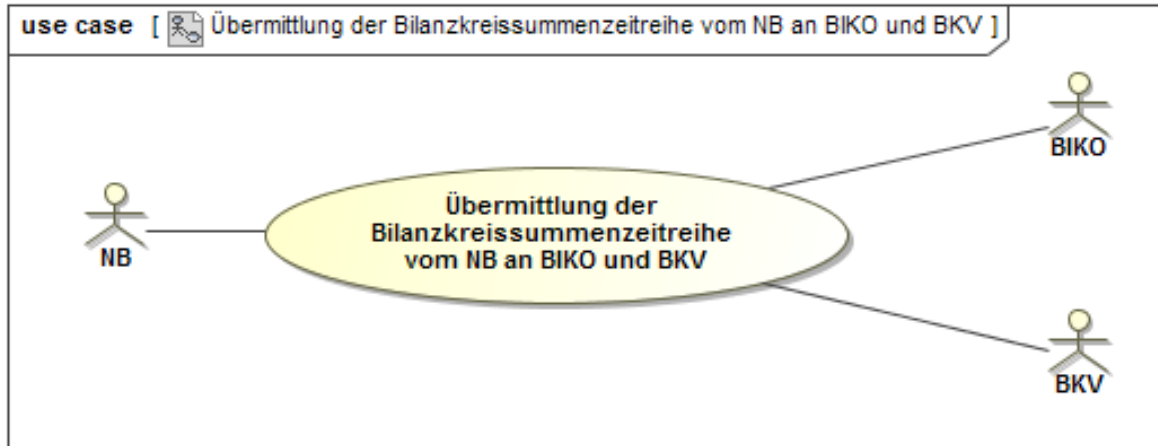 use case [ Übermittlung der Bilanzkreissummenzeitreihe vom NB an BIKO und BKV ]
BIKO
Übermittlung der
Bilanzkreissummenzeitreihe
vom NB an BIKO und BKV
NB
BKV